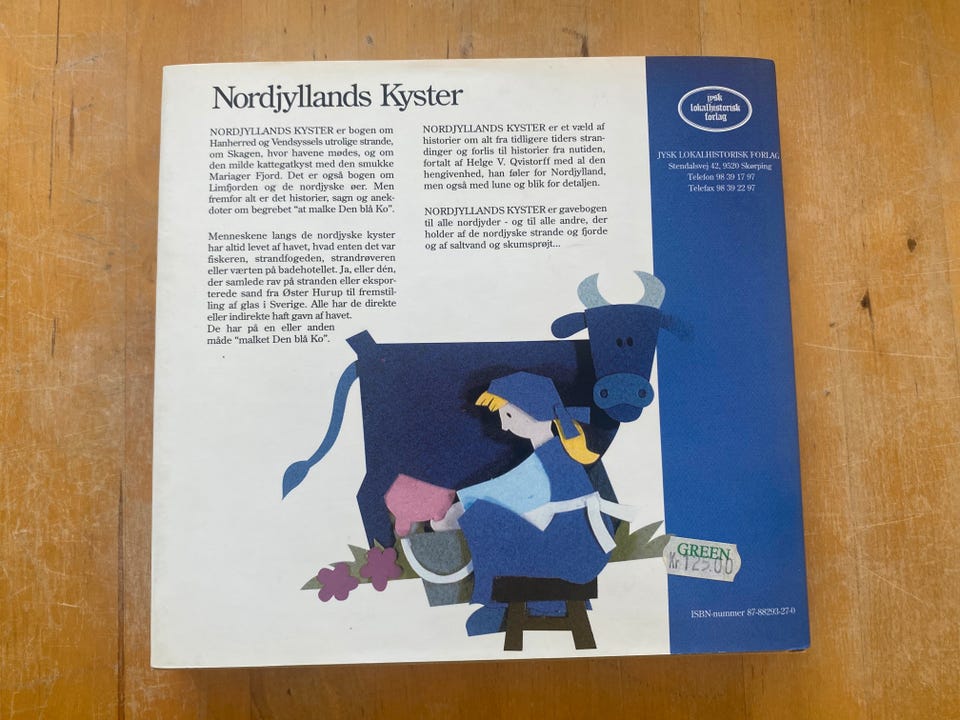 Nordjyllands Kyster
NORDJYLLANDS KYSTER er bogen om
Hanherred og Vendsyssels utrolige strande,
om Skagen, hvor havene mødes, og om
den milde kattegatkyst med den smukke
Mariager Fjord. Det er også bogen om
Limfjorden og de nordjyske øer. Men
fremfor alt er det historier, sagn og anek-
doter om begrebet "at malke Den blå Ko".
Menneskene langs de nordjyske kyster
har altid levet af havet, hvad enten det var
fiskeren, strandfogeden, strandrøveren
eller værten på badehotellet. Ja, eller dén,
der samlede rav på stranden eller ekspor-
terede sand fra Øster Hurup til fremstil-
ling af glas i Sverige. Alle har de direkte
eller indirekte haft gavn af havet.
De har på en eller anden
måde "malket Den blå Ko".
NORDJYLLANDS KYSTER er et væld af
historier om alt fra tidligere tiders stran-
dinger og forlis til historier fra nutiden,
fortalt af Helge V. Qvistorff med al den
hengivenhed, han føler for Nordjylland,
men også med lune og blik for detaljen.
NORDJYLLANDS KYSTER er gavebogen
til alle nordjyder - og til alle andre, der
holder af de nordjyske strande og fjorde
og af saltvand og skumsprøjt...
jysk
lokalhistorisk
forlag
JYSK LOKALHISTORISK FORLAG
Stendalsvej 42, 9520 Skørping
Telefon 98 39 17 97
Telefax 98 39 22 97
GREEN
Kr 125.00
ISBN-nummer 87-88293-27-0